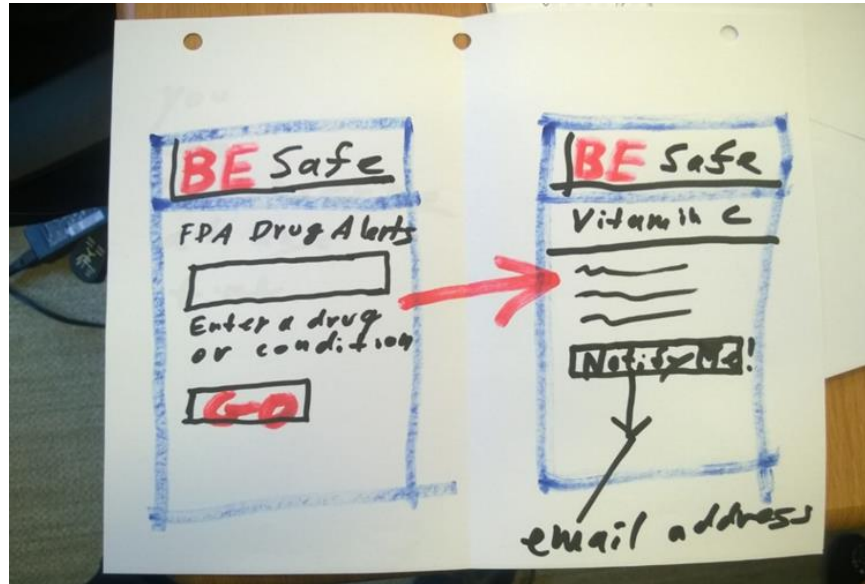 BE Safe
FDA Drug Alerts
Enter a drug
or condition
GO
BE Safe
Vitamin C
Notify Me!
email address